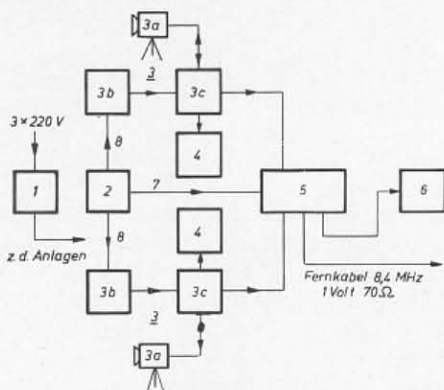 3a
3
3b
3c
3 × 220 V
8
4
1
2
7
5
6
z. d. Anlagen
8
4
Fernkabel 8,4 MHz
1 Volt 70 Ω
3b
3c
3
3a